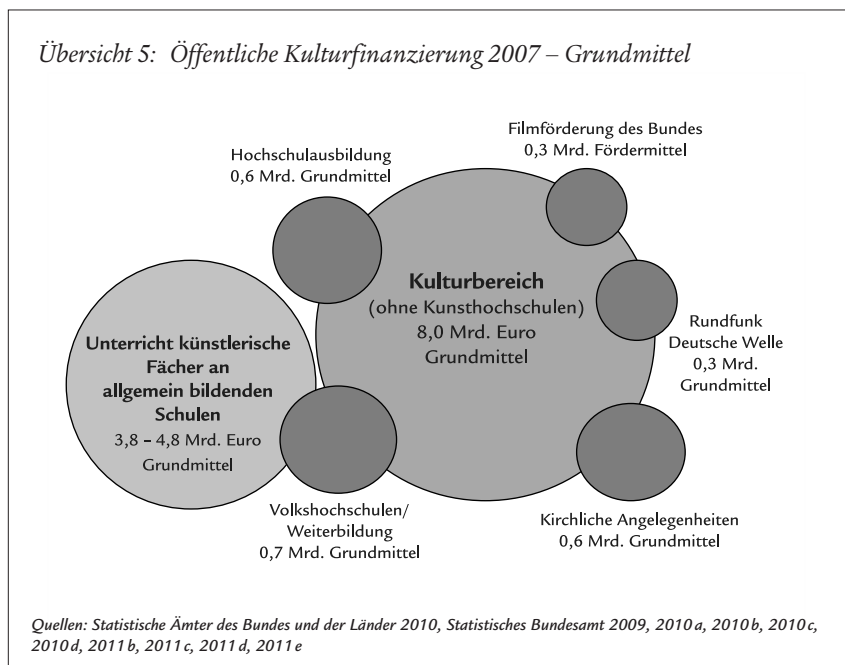 Übersicht 5: Öffentliche Kulturfinanzierung 2007 – Grundmittel
Filmförderung des Bundes
0,3 Mrd. Fördermittel
Hochschulausbildung
0,6 Mrd. Grundmittel
Kulturbereich
(ohne Kunsthochschulen)
8,0 Mrd. Euro
Grundmittel
Rundfunk
Deutsche Welle
0,3 Mrd.
Grundmittel
Unterricht künstlerische
Fächer an
allgemein bildenden
Schulen
3,8 – 4,8 Mrd. Euro
Grundmittel
Volkshochschulen/
Weiterbildung
0,7 Mrd. Grundmittel
Kirchliche Angelegenheiten
0,6 Mrd. Grundmittel
Quellen: Statistische Ämter des Bundes und der Länder 2010, Statistisches Bundesamt 2009, 2010 a, 2010 b, 2010 c,
2010 d, 2011 b, 2011 c, 2011 d, 2011 e